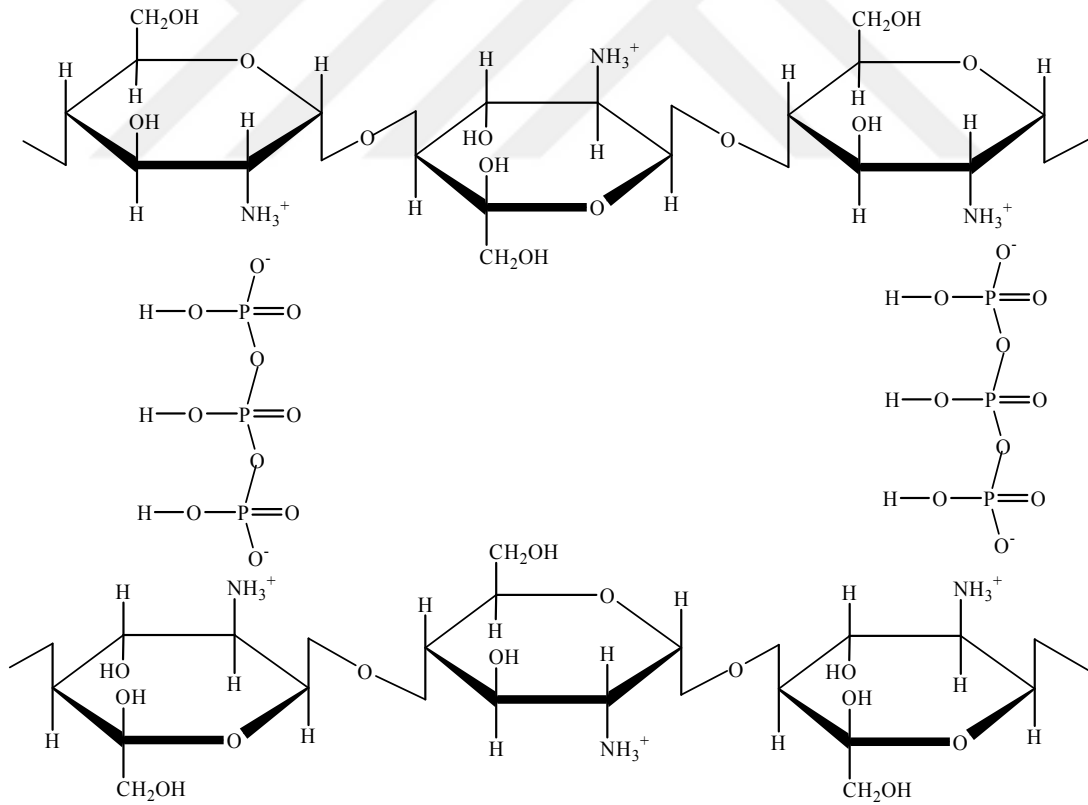 CH₂OH CH₂OH
H O H H NH₃⁺ H O H
H H
OH H HO H OH H
O OH O
H NH₃⁺ H O H H NH₃⁺
CH₂OH
O⁻ O⁻
H O P O H O P O
O O
H O P O H O P O
O O
H O P O H O P O
O⁻ CH₂OH O⁻
H NH₃⁺ H O H H NH₃⁺
H
HO H OH H HO H
OH O O OH
H O H H NH₃⁺ H O H
CH₂OH CH₂OH